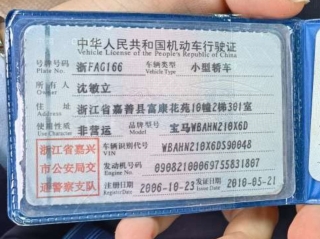 中华人民共和国机动车行驶证
Vehicle License of the People's Republic of China
号牌号码 浙FAG166 车辆类型 小型轿车
Plate No. Vehicle Type
所有人 沈敏立
Owner
住址 浙江省嘉善县富康花苑10幢2梯301室
Address
使用性质 非营运 品牌型号 宝马WBAHN210X6D
Use Character Model
浙江省嘉兴
市公安局交
通警察支队
车辆识别代号 WBAHN210X6DS90048
VIN
发动机号码 09082100069755831807
Engine No.
注册日期 2006-10-23 发证日期 2010-05-21
Register Date Issue Date